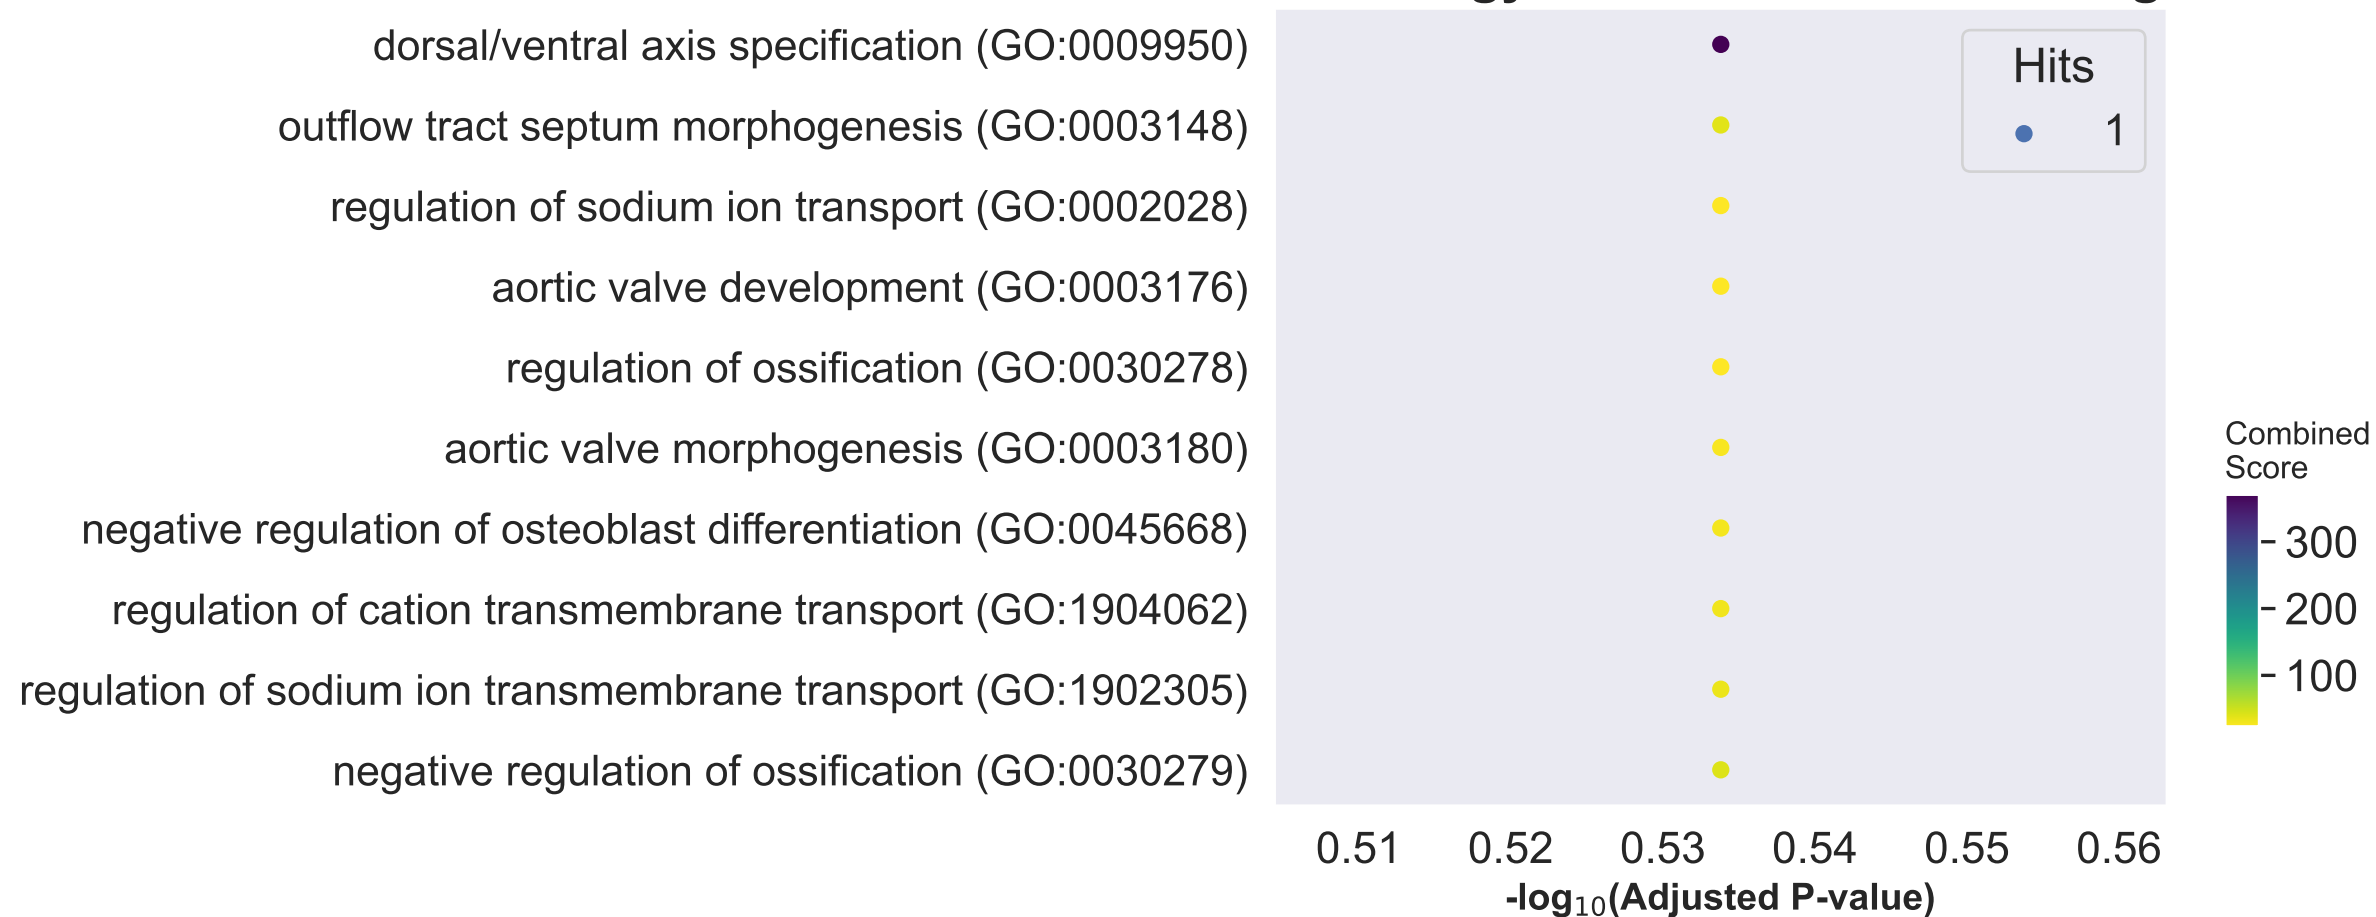 dorsal/ventral axis specification (GO:0009950)
outflow tract septum morphogenesis (GO:0003148)
regulation of sodium ion transport (GO:0002028)
aortic valve development (GO:0003176)
regulation of ossification (GO:0030278)
aortic valve morphogenesis (GO:0003180)
negative regulation of osteoblast differentiation (GO:0045668)
regulation of cation transmembrane transport (GO:1904062)
regulation of sodium ion transmembrane transport (GO:1902305)
negative regulation of ossification (GO:0030279)
Hits
1
Combined
Score
300
200
100
0.51 0.52 0.53 0.54 0.55 0.56
-log10(Adjusted P-value)